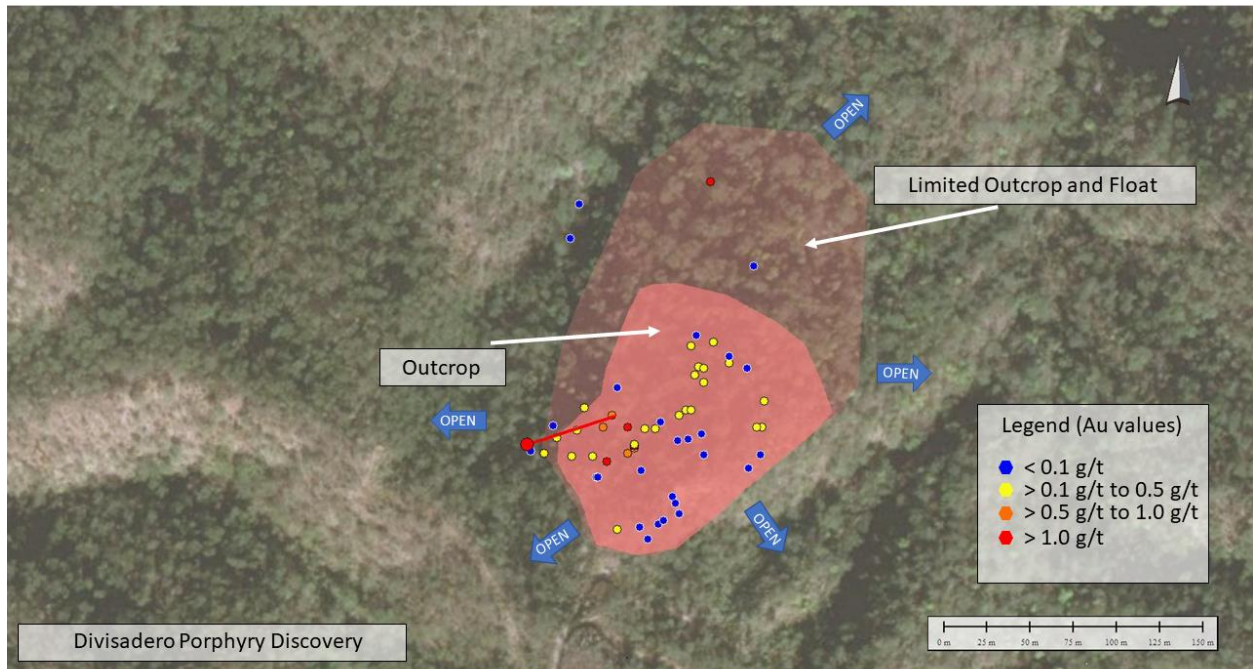 OPEN
Limited Outcrop and Float
Outcrop
OPEN
OPEN
OPEN
OPEN
Legend (Au values)
< 0.1 g/t
> 0.1 g/t to 0.5 g/t
> 0.5 g/t to 1.0 g/t
> 1.0 g/t
Divisadero Porphyry Discovery
0 m 25 m 50 m 75 m 100 m 125 m 150 m